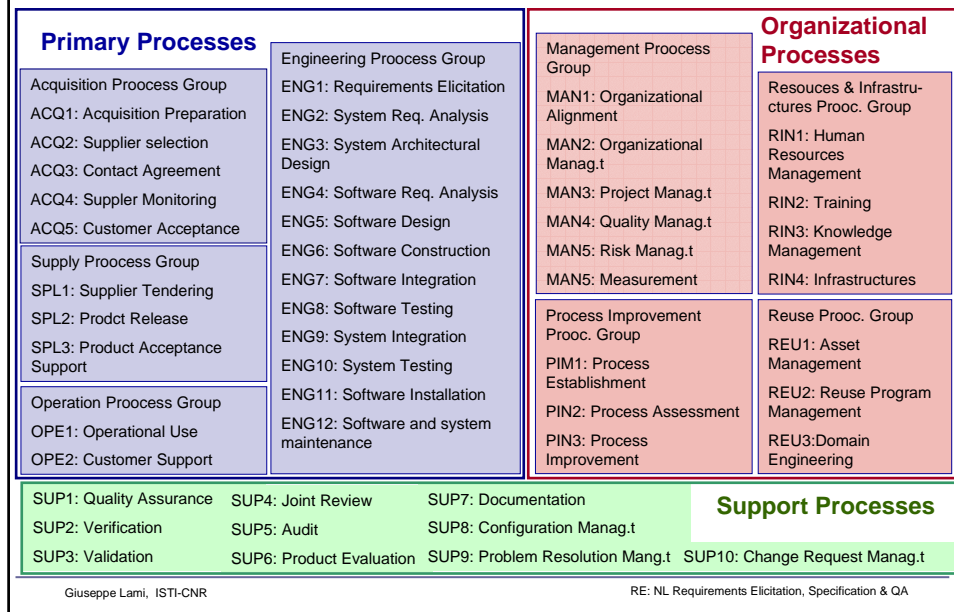 Primary Processes
Acquisition Proocess Group
ACQ1: Acquisition Preparation
ACQ2: Supplier selection
ACQ3: Contact Agreement
ACQ4: Suppler Monitoring
ACQ5: Customer Acceptance
Supply Proocess Group
SPL1: Supplier Tendering
SPL2: Prodct Release
SPL3: Product Acceptance
Support
Operation Proocess Group
OPE1: Operational Use
OPE2: Customer Support
Engineering Proocess Group
ENG1: Requirements Elicitation
ENG2: System Req. Analysis
ENG3: System Architectural
Design
ENG4: Software Req. Analysis
ENG5: Software Design
ENG6: Software Construction
ENG7: Software Integration
ENG8: Software Testing
ENG9: System Integration
ENG10: System Testing
ENG11: Software Installation
ENG12: Software and system
maintenance
Organizational
Processes
Management Proocess
Group
MAN1: Organizational
Alignment
MAN2: Organizational
Manag.t
MAN3: Project Manag.t
MAN4: Quality Manag.t
MAN5: Risk Manag.t
MAN5: Measurement
Resouces & Infrastru-
ctures Prooc. Group
RIN1: Human
Resources
Management
RIN2: Training
RIN3: Knowledge
Management
RIN4: Infrastructures
Process Improvement
Prooc. Group
PIM1: Process
Establishment
PIN2: Process Assessment
PIN3: Process
Improvement
Reuse Prooc. Group
REU1: Asset
Management
REU2: Reuse Program
Management
REU3:Domain
Engineering
Support Processes
SUP1: Quality Assurance
SUP2: Verification
SUP3: Validation
SUP4: Joint Review
SUP5: Audit
SUP6: Product Evaluation
SUP7: Documentation
SUP8: Configuration Manag.t
SUP9: Problem Resolution Mang.t
SUP10: Change Request Manag.t
Giuseppe Lami, ISTI-CNR
RE: NL Requirements Elicitation, Specification & QA